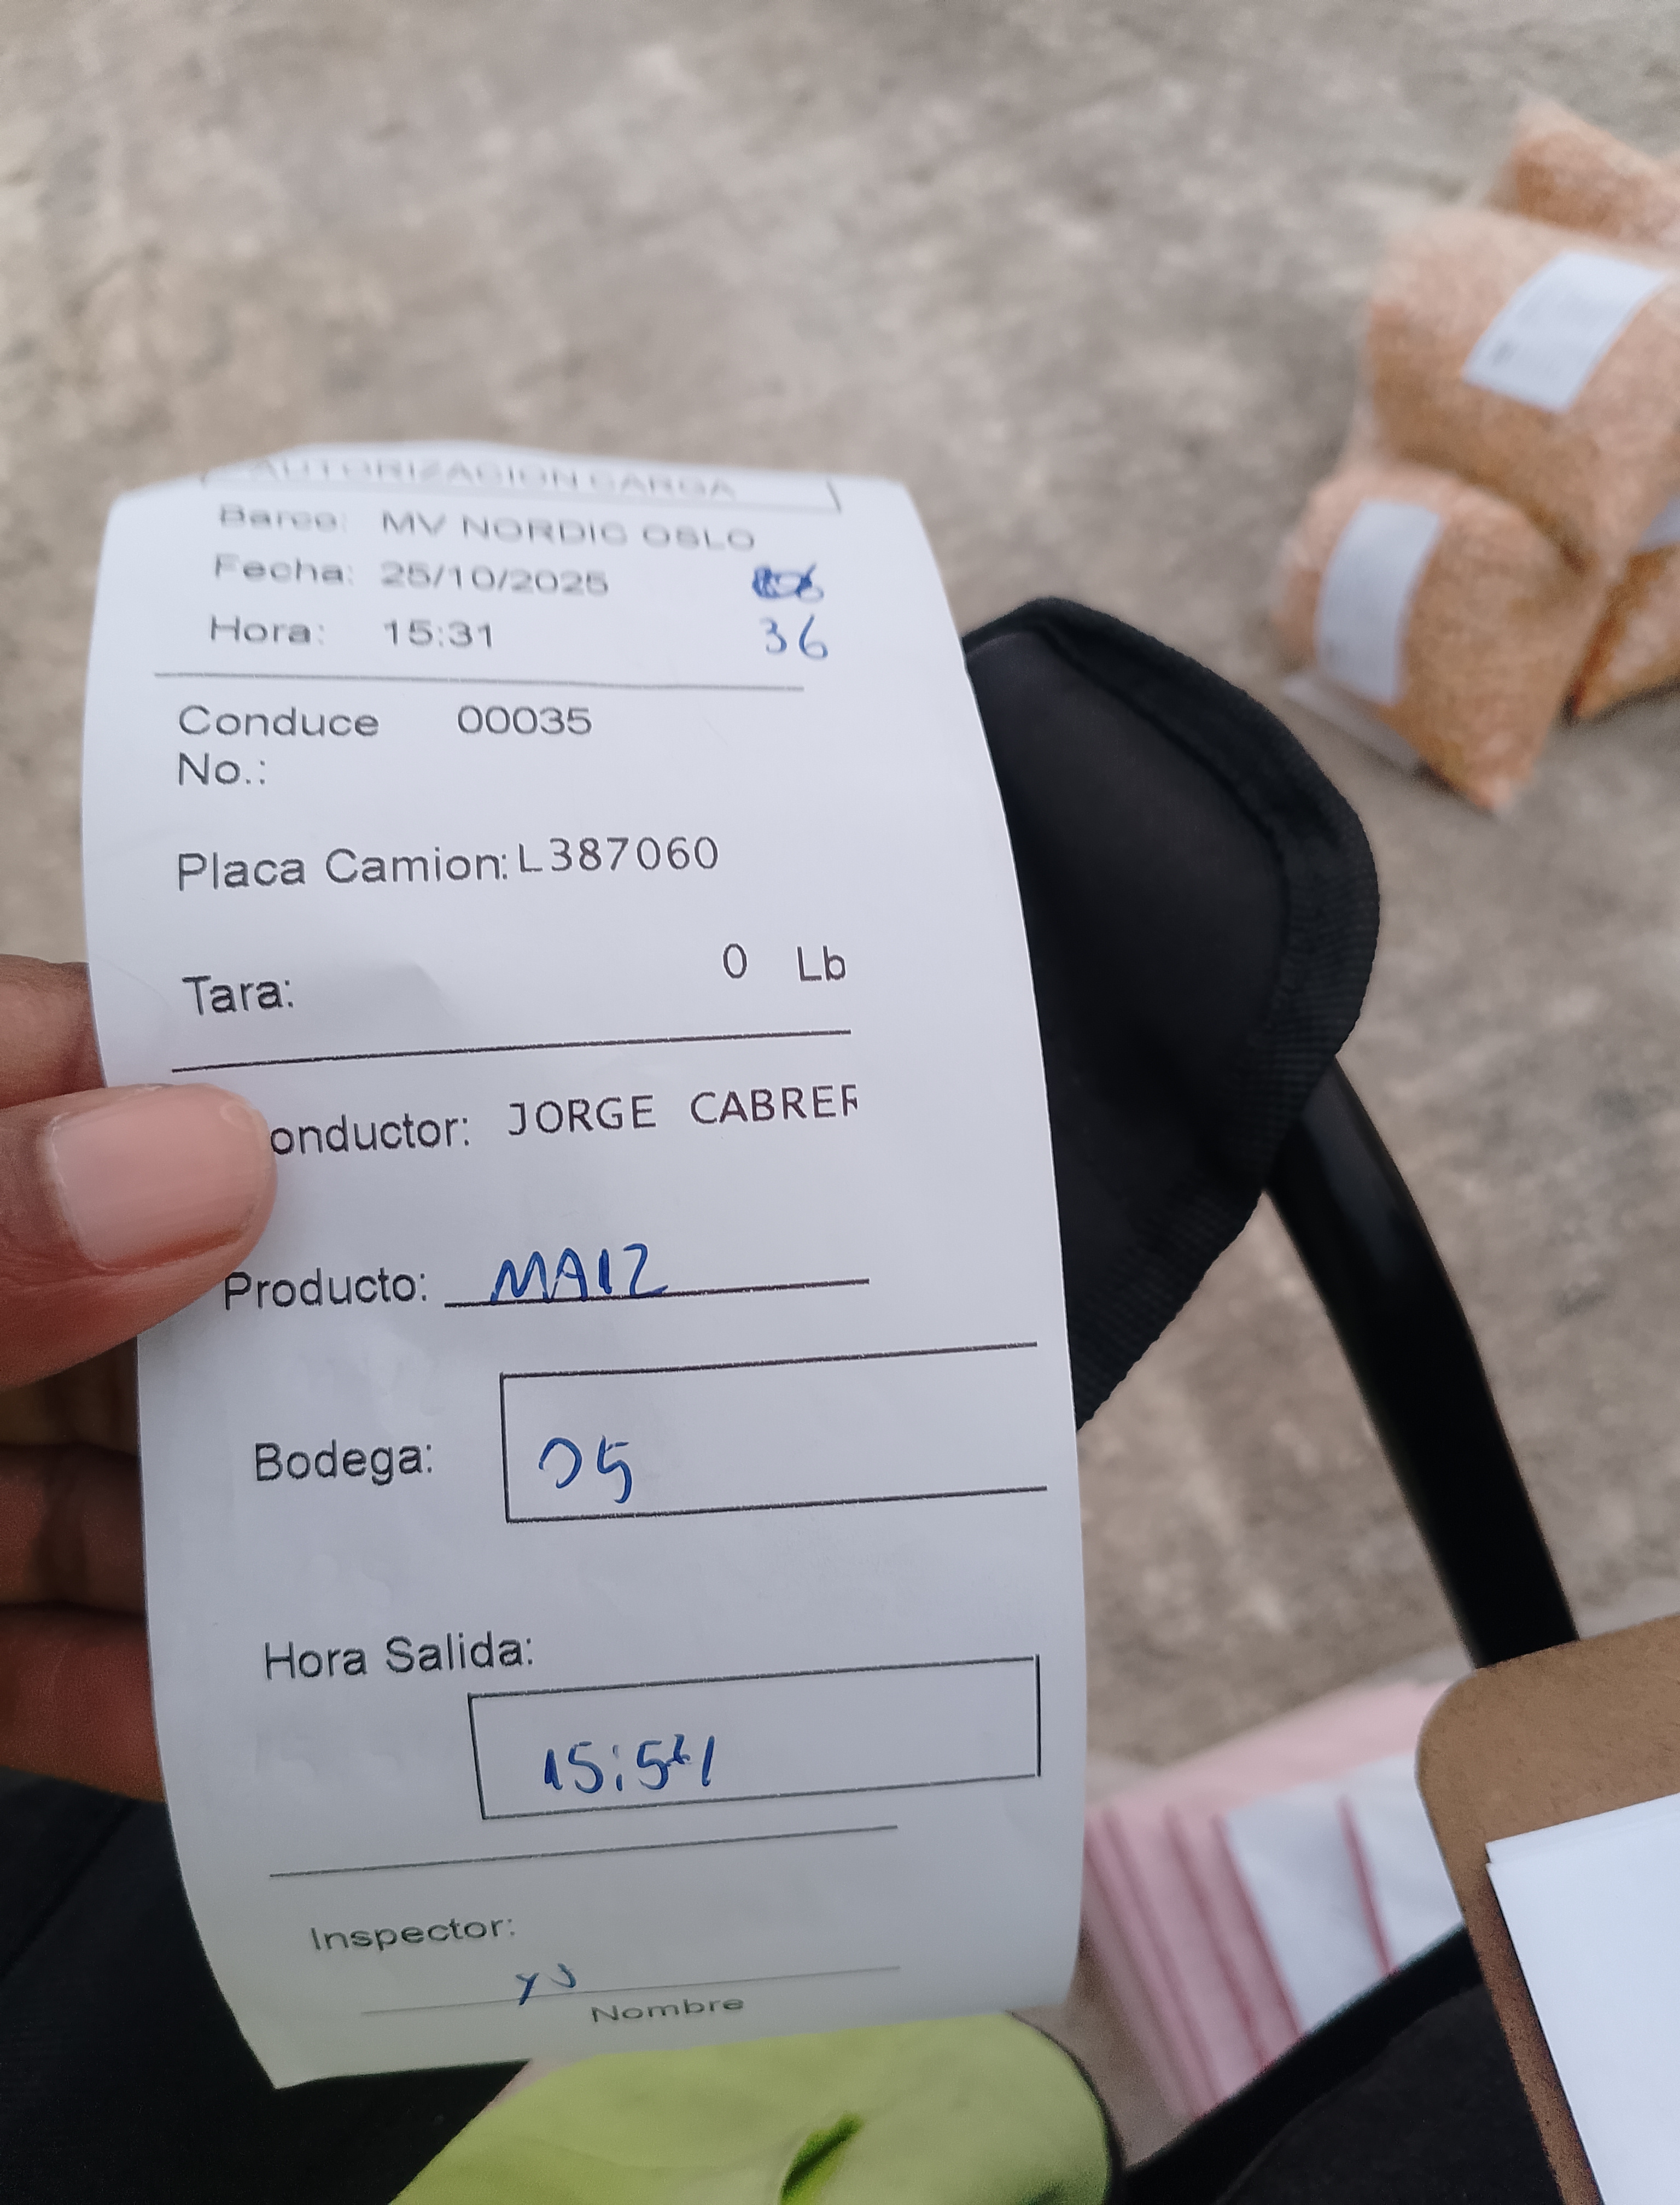 AUTORIZACION CARGA
Barco: MV NORDIC OSLO
Fecha: 25/10/2025
Hora: 15:31 36
Conduce 00035
No.:
Placa Camion: L387060
Tara: 0 Lb
onductor: JORGE CABRER
Producto: MAIZ
Bodega: 05
Hora Salida:
Inspector:
YJ
Nombre